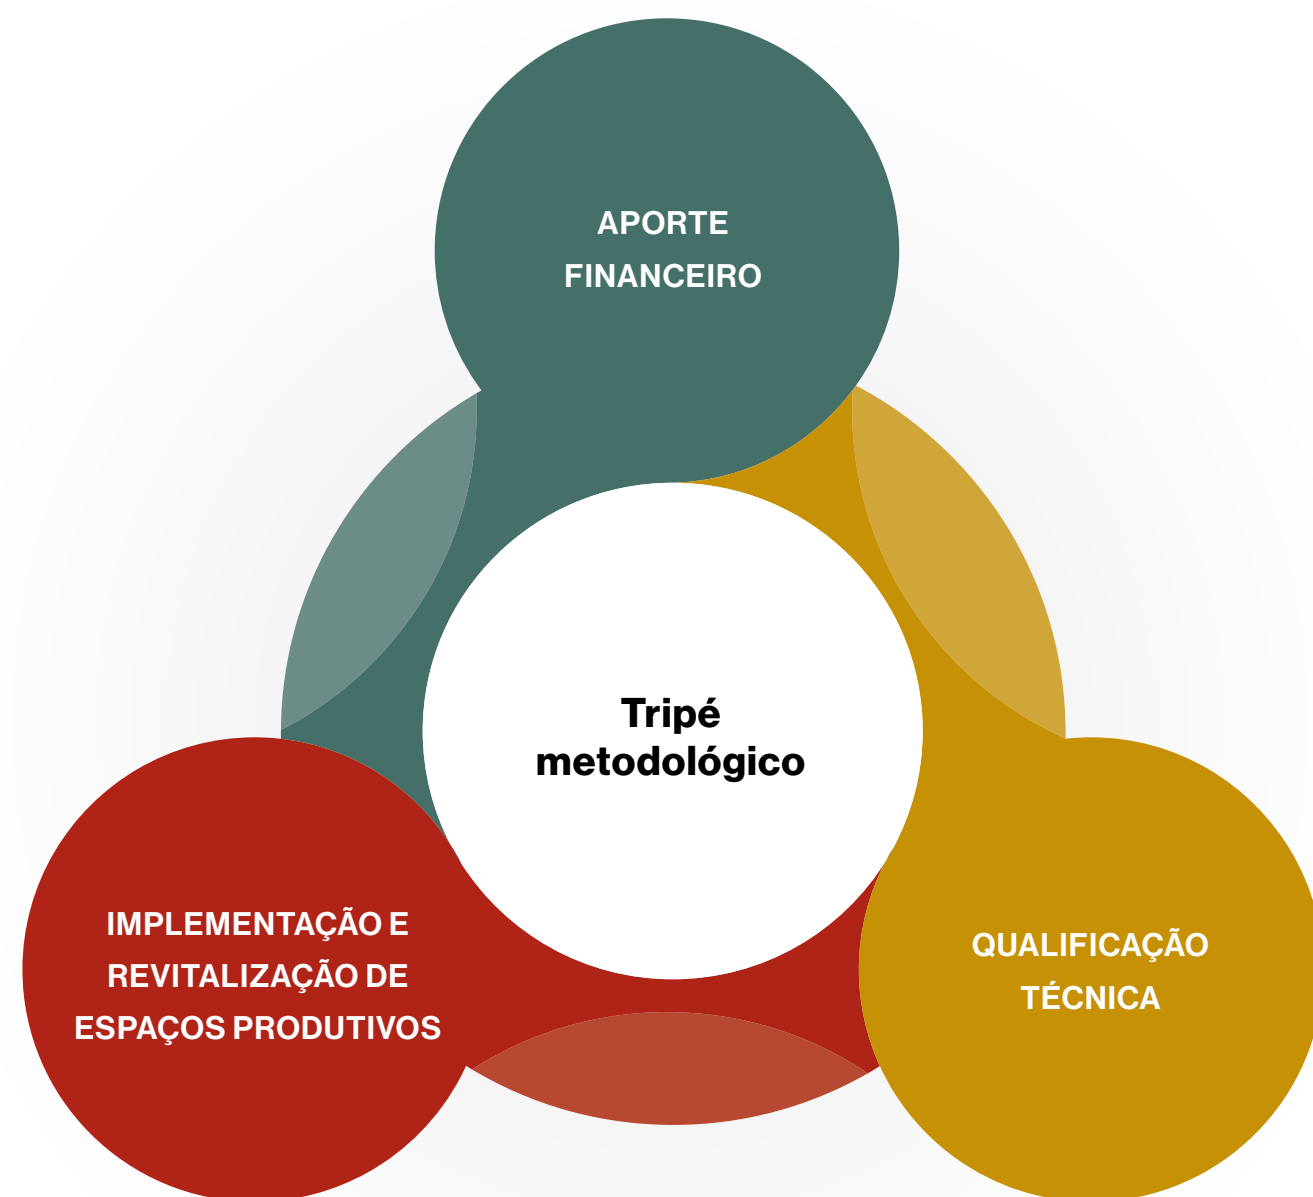 APORTE
FINANCEIRO
Tripé
metodológico
IMPLEMENTAÇÃO E
REVITALIZAÇÃO DE
ESPAÇOS PRODUTIVOS
QUALIFICAÇÃO
TÉCNICA